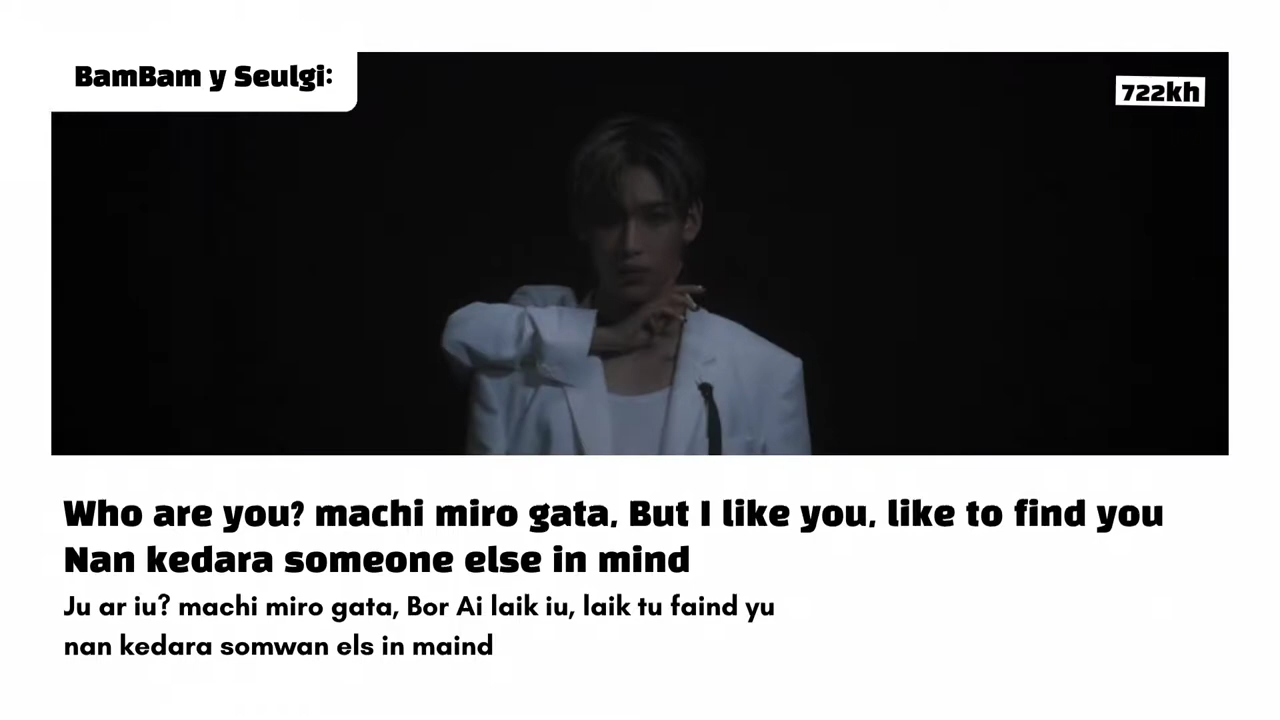 BamBam y Seulgi:
722kh
Who are you? machi miro gata, But I like you, like to find you
Nan kedara someone else in mind
Ju ar iu? machi miro gata, Bor Ai laik iu, laik tu faind yu
nan kedara somwan els in maind